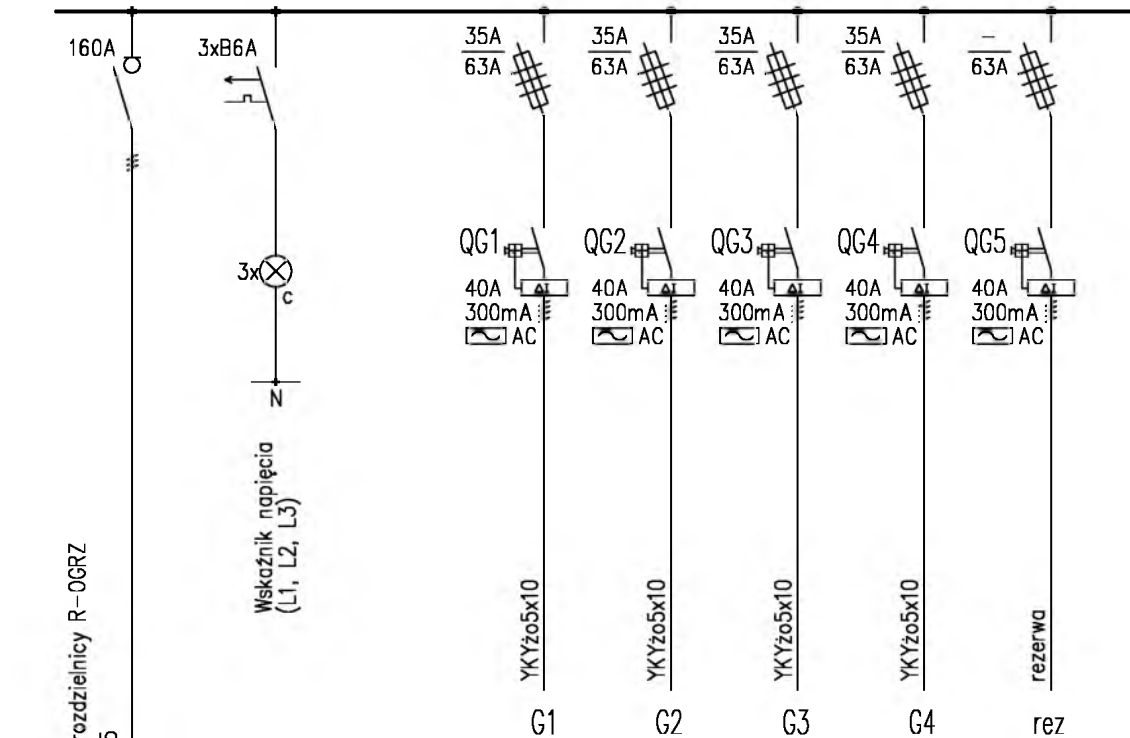 160A
3xB6A
35A
63A
35A
63A
35A
63A
35A
63A
–
63A
QG1
QG2
QG3
QG4
QG5
3x
c
40A
300mA
AC
40A
300mA
AC
40A
300mA
AC
40A
300mA
AC
40A
300mA
AC
N
Wskaźnik napięcia
(L1, L2, L3)
rozdzielnicy R-OGRZ
YKYżo5x10
YKYżo5x10
YKYżo5x10
YKYżo5x10
rezerwa
G1
G2
G3
G4
rez